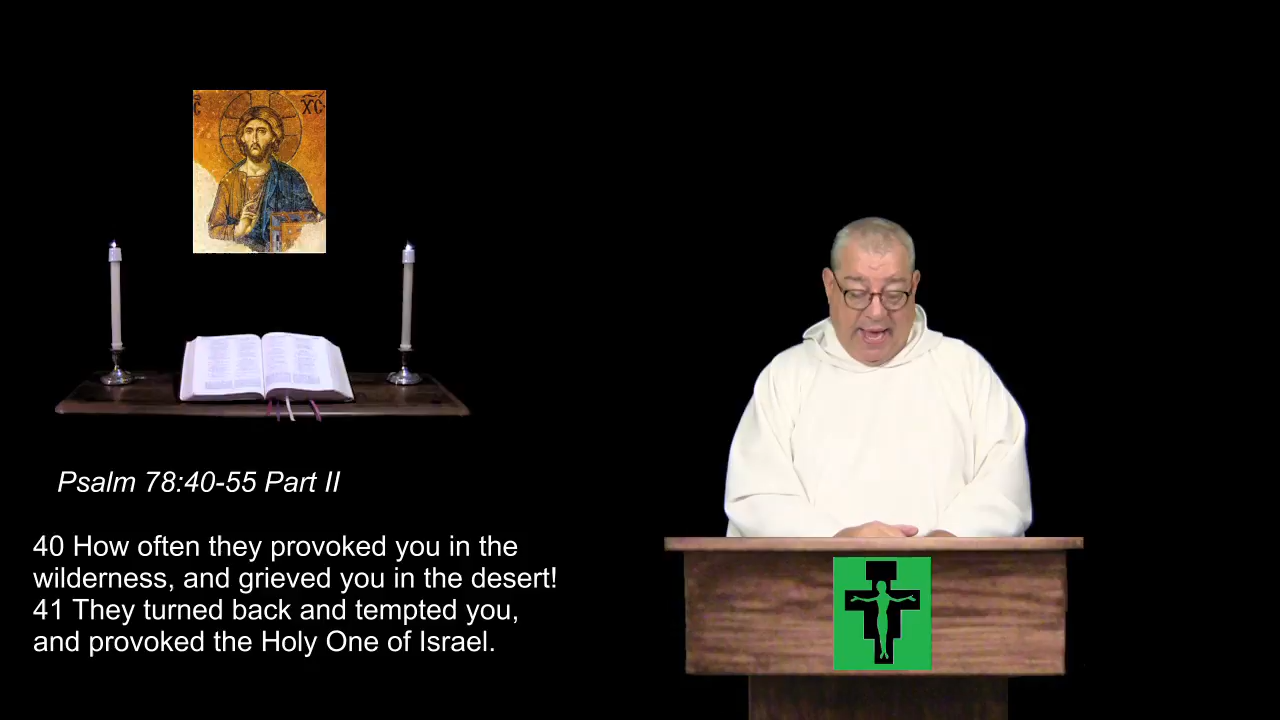 C XC
Psalm 78:40-55 Part II
40 How often they provoked you in the
wilderness, and grieved you in the desert!
41 They turned back and tempted you,
and provoked the Holy One of Israel.